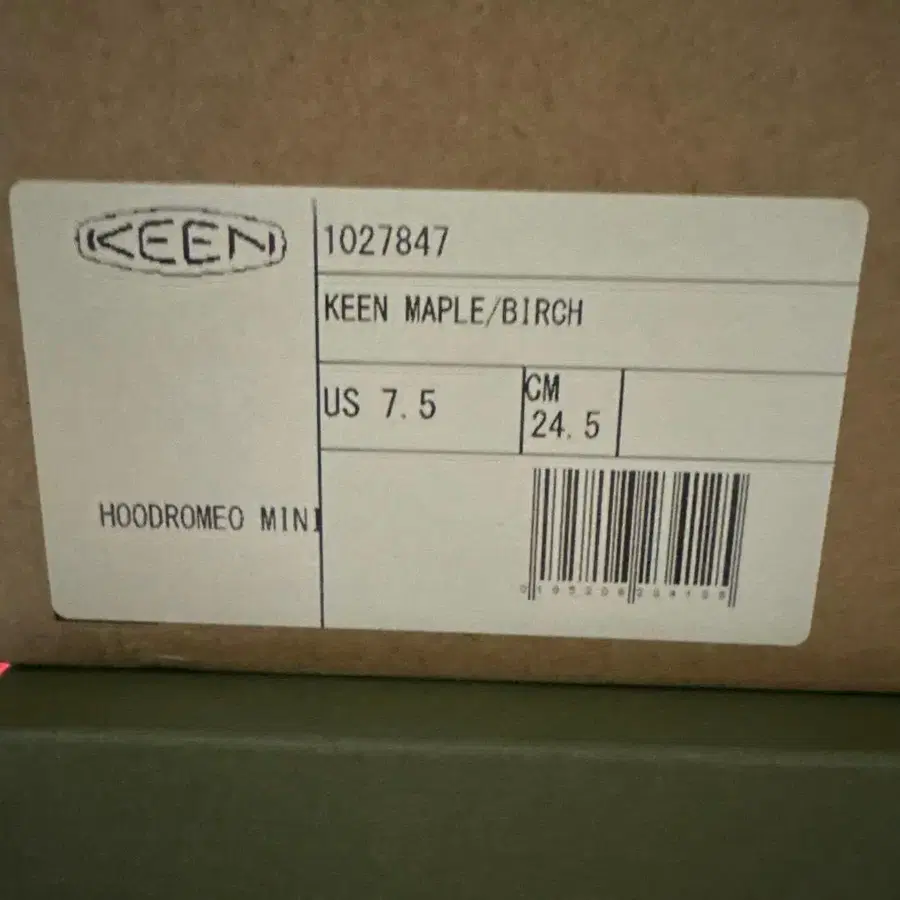 KEEN
1027847
KEEN MAPLE/BIRCH
US 7.5
CM
24.5
HOODROMEO MINI